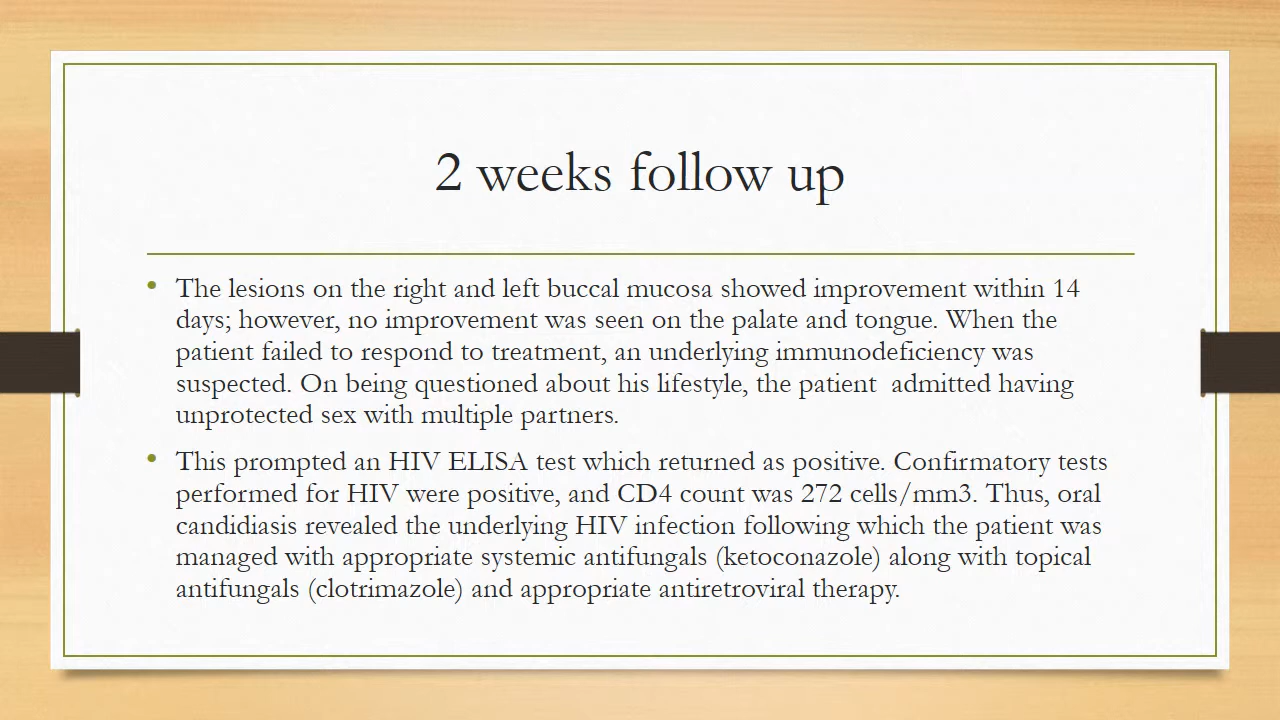 2 weeks follow up
• The lesions on the right and left buccal mucosa showed improvement within 14
days; however, no improvement was seen on the palate and tongue. When the
patient failed to respond to treatment, an underlying immunodeficiency was
suspected. On being questioned about his lifestyle, the patient  admitted having
unprotected sex with multiple partners.
• This prompted an HIV ELISA test which returned as positive. Confirmatory tests
performed for HIV were positive, and CD4 count was 272 cells/mm3. Thus, oral
candidiasis revealed the underlying HIV infection following which the patient was
managed with appropriate systemic antifungals (ketoconazole) along with topical
antifungals (clotrimazole) and appropriate antiretroviral therapy.